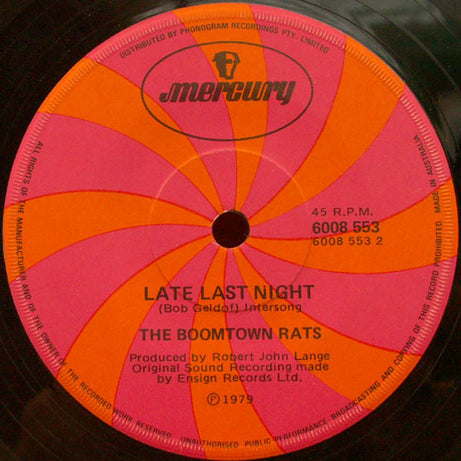 DISTRIBUTED BY PHONOGRAM RECORDINGS PTY. LIMITED
mercury
45 R.P.M.
6008 553
6008 553 2
LATE LAST NIGHT
(Bob Geldof) Intersong
THE BOOMTOWN RATS
Produced by Robert John Lange
Original Sound Recording made
by Ensign Records Ltd.
Ⓟ 1979
MADE IN AUSTRALIA
ALL RIGHTS OF THE MANUFACTURER AND OF THE OWNER OF THE RECORDED WORK RESERVED. UNAUTHORISED PUBLIC PERFORMANCE, BROADCASTING AND COPYING OF THIS RECORD PROHIBITED